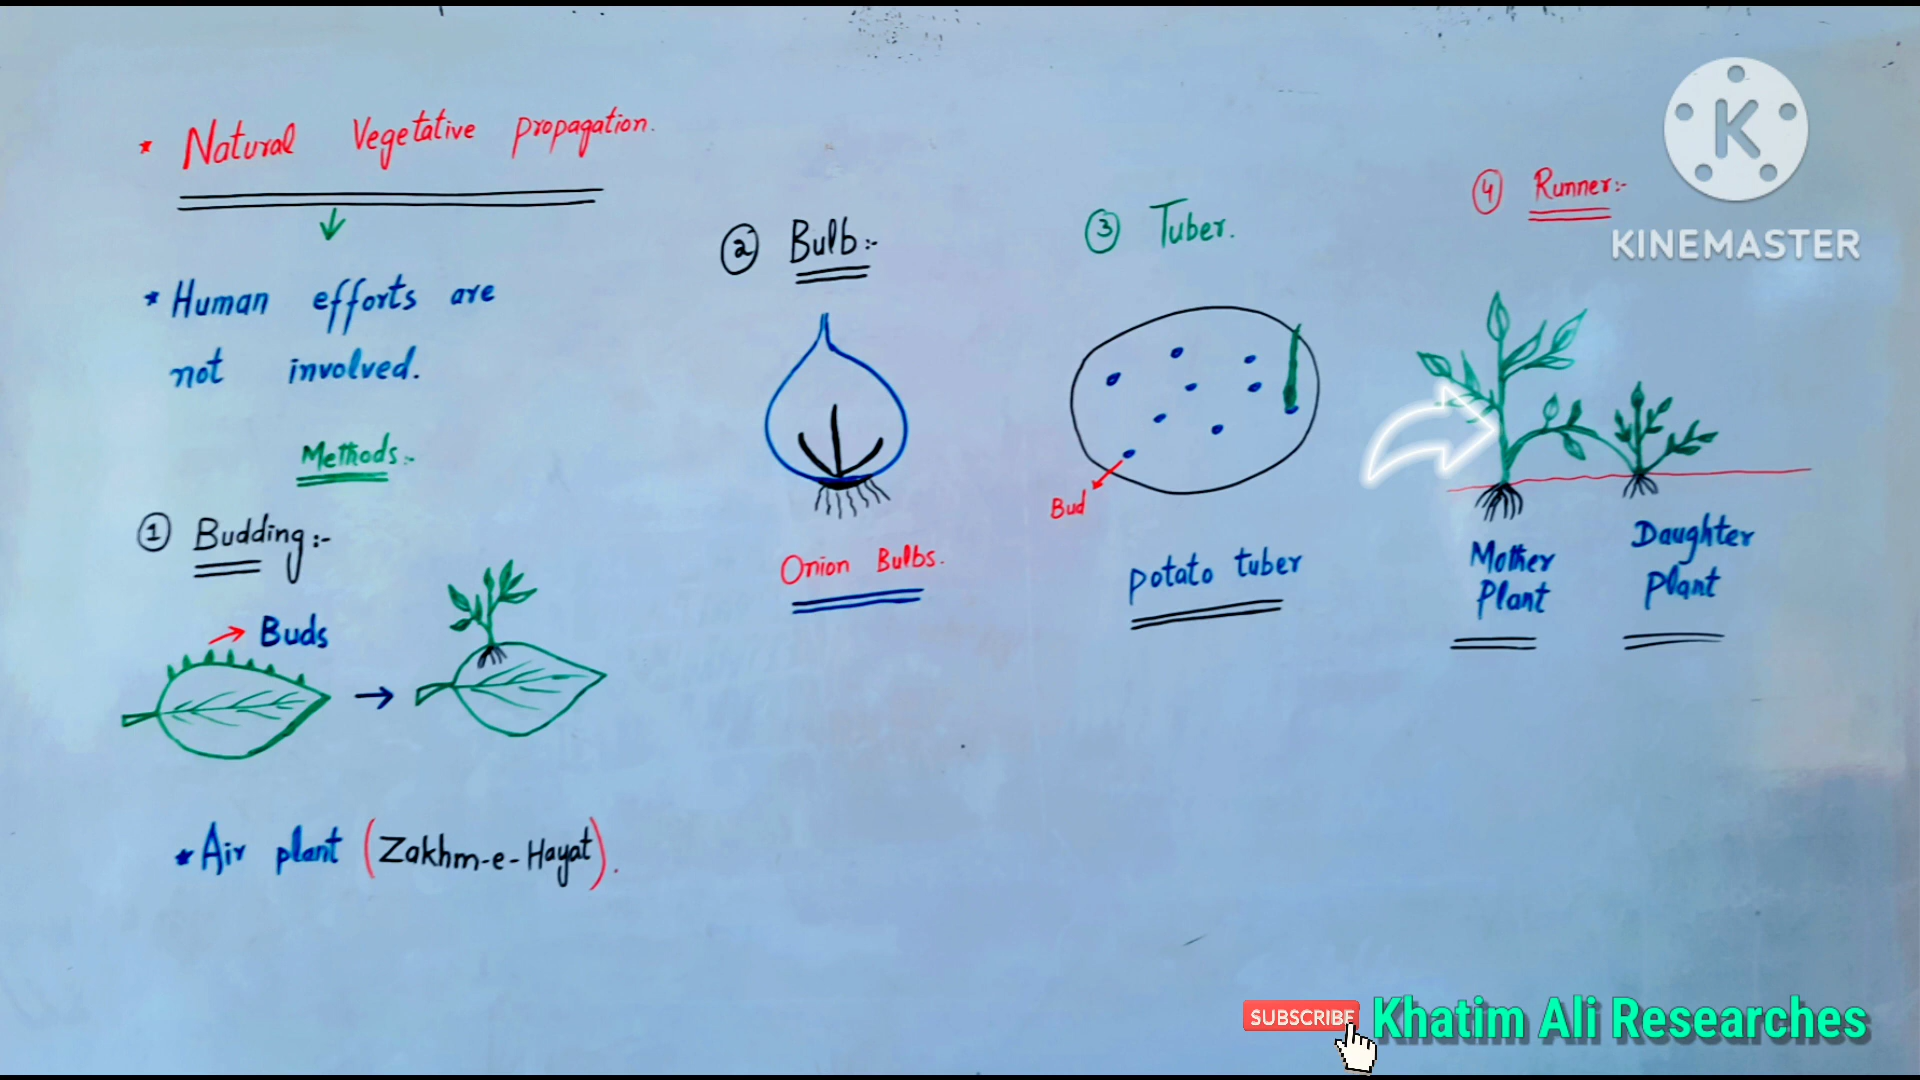 * Natural Vegetative propagation.
* Human efforts are
not involved.
Methods:-
① Budding:-
Buds
* Air plant (Zakhm-e-Hayat).
② Bulb:-
Onion Bulbs.
③ Tuber.
Bud
potato tuber
④ Runner:-
Mother
Plant
Daughter
Plant
K
KINEMASTER
SUBSCRIBE
Khatim Ali Researches